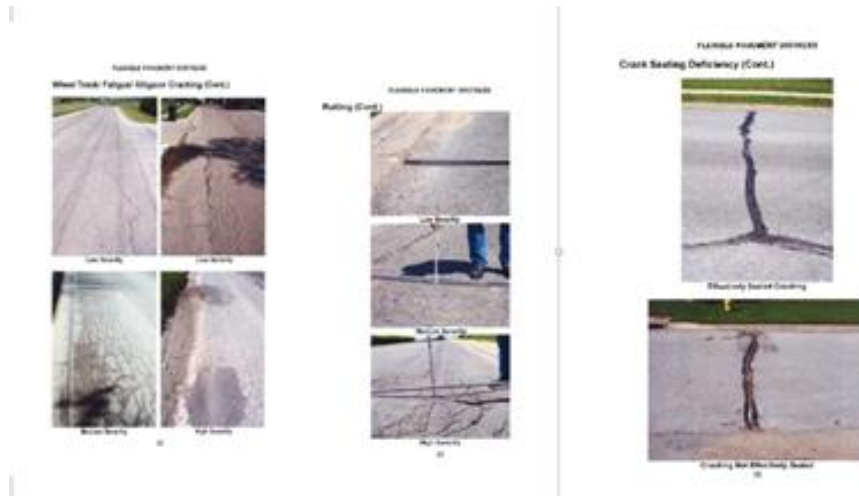 FLEXIBLE PAVEMENT DISTRESS
Wheel Track/ Fatigue/ Alligator Cracking (Cont.)
Low Severity
Low Severity
Medium Severity
High Severity
FLEXIBLE PAVEMENT DISTRESS
Rutting (Cont.)
Low Severity
Medium Severity
High Severity
FLEXIBLE PAVEMENT DISTRESS
Crack Sealing Deficiency (Cont.)
Effectively Sealed Cracking
Cracking Not Effectively Sealed